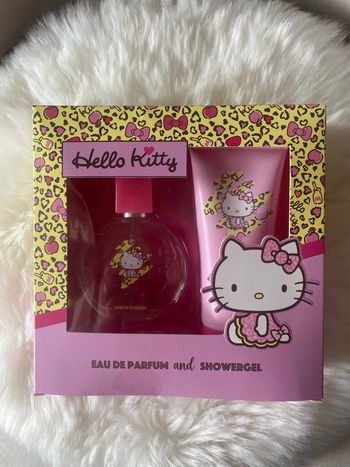 Hello Kitty
EAU DE PARFUM
EAU DE PARFUM and SHOWERGEL